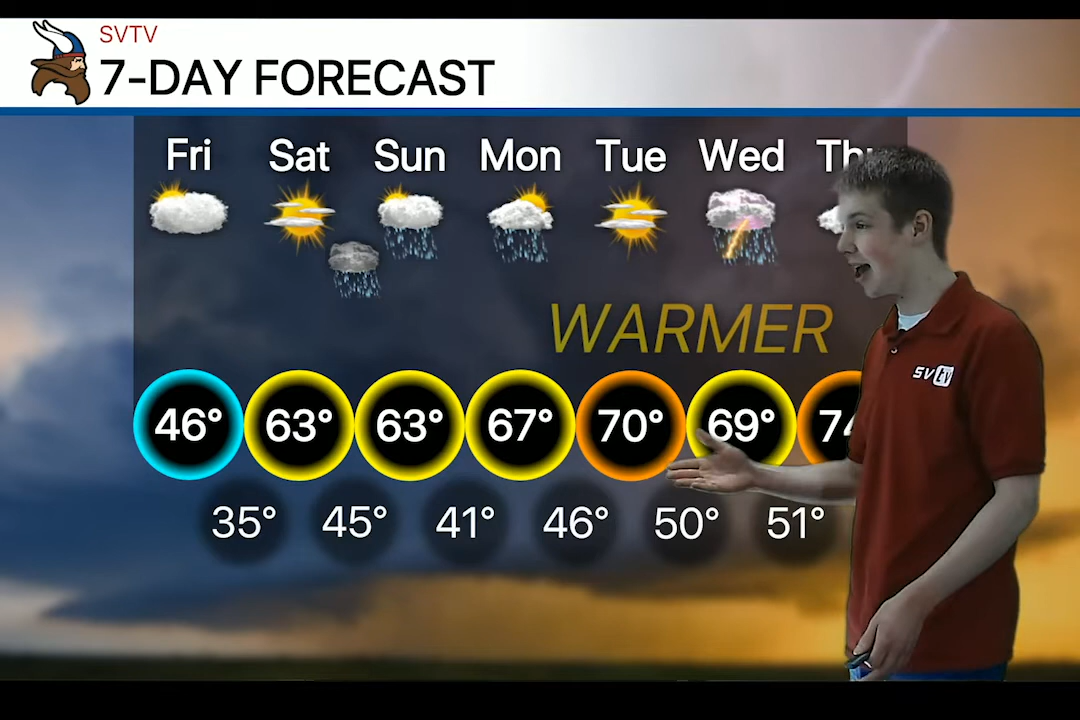 SVTV
7-DAY FORECAST
Fri Sat Sun Mon Tue Wed
WARMER
46° 63° 63° 67° 70° 69°
35° 45° 41° 46° 50° 51°
SVtv